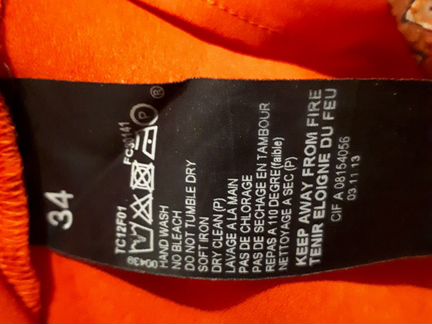 34
TC12F01
00439
HAND WASH
NO BLEACH
DO NOT TUMBLE DRY
SOFT IRON
DRY CLEAN (P)
LAVAGE A LA MAIN
PAS DE CHLORAGE
PAS DE SECHAGE EN TAMBOUR
REPAS A 110 DEGRE(faible)
NETTOYAGE A SEC (P)
KEEP AWAY FROM FIRE
TENIR ELOIGNE DU FEU
CIF A 08154056
03.11.13